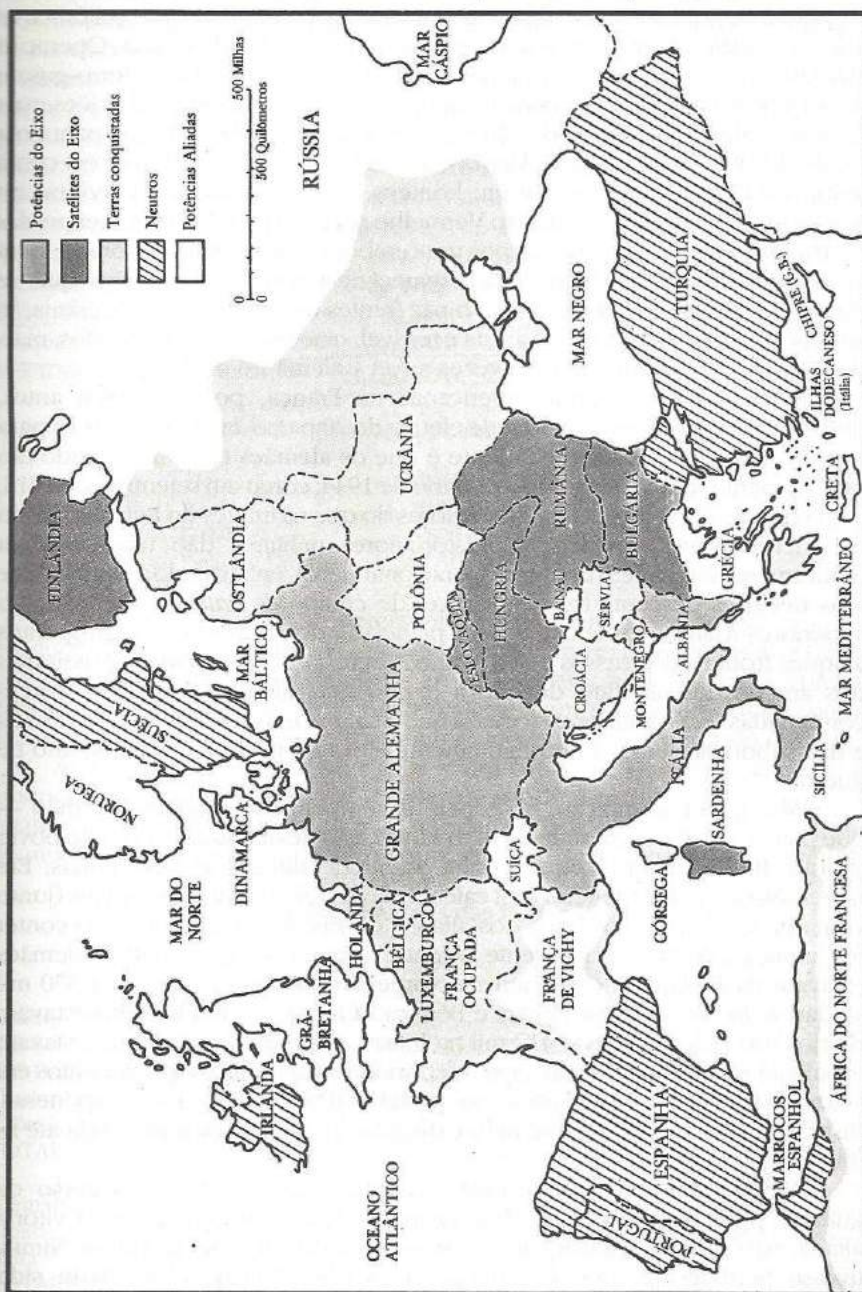 Potências do Eixo
Satélites do Eixo
Terras conquistadas
Neutros
Potências Aliadas
0 500 Milhas
0 500 Quilômetros
RÚSSIA
MAR
CÁSPIO
FINLÂNDIA
SUÉCIA
NORUEGA
MAR
BÁLTICO
OSTLÂNDIA
MAR DO
NORTE
DINAMARCA
IRLANDA
GRÃ
BRETANHA
HOLANDA
BÉLGICA
LUXEMBURGO
GRANDE ALEMANHA
POLÔNIA
UCRÂNIA
OCEANO
ATLÂNTICO
FRANÇA
OCUPADA
FRANÇA
DE VICHY
SUÍÇA
ESLOVÁQUIA
HUNGRIA
BANAT
RUMANIA
CROÁCIA
SERVIA
BULGÁRIA
MONTENEGRO
ALBÂNIA
GRÉCIA
MAR NEGRO
TURQUIA
ITÁLIA
CÓRSEGA
SARDENHA
SICÍLIA
PORTUGAL
ESPANHA
MARROCOS
ESPANHOL
ÁFRICA DO NORTE FRANCESA
MAR MEDITERRÂNEO
CRETA
ILHAS
DODECANESO
(Itália)
CHIPRE (G.B.)